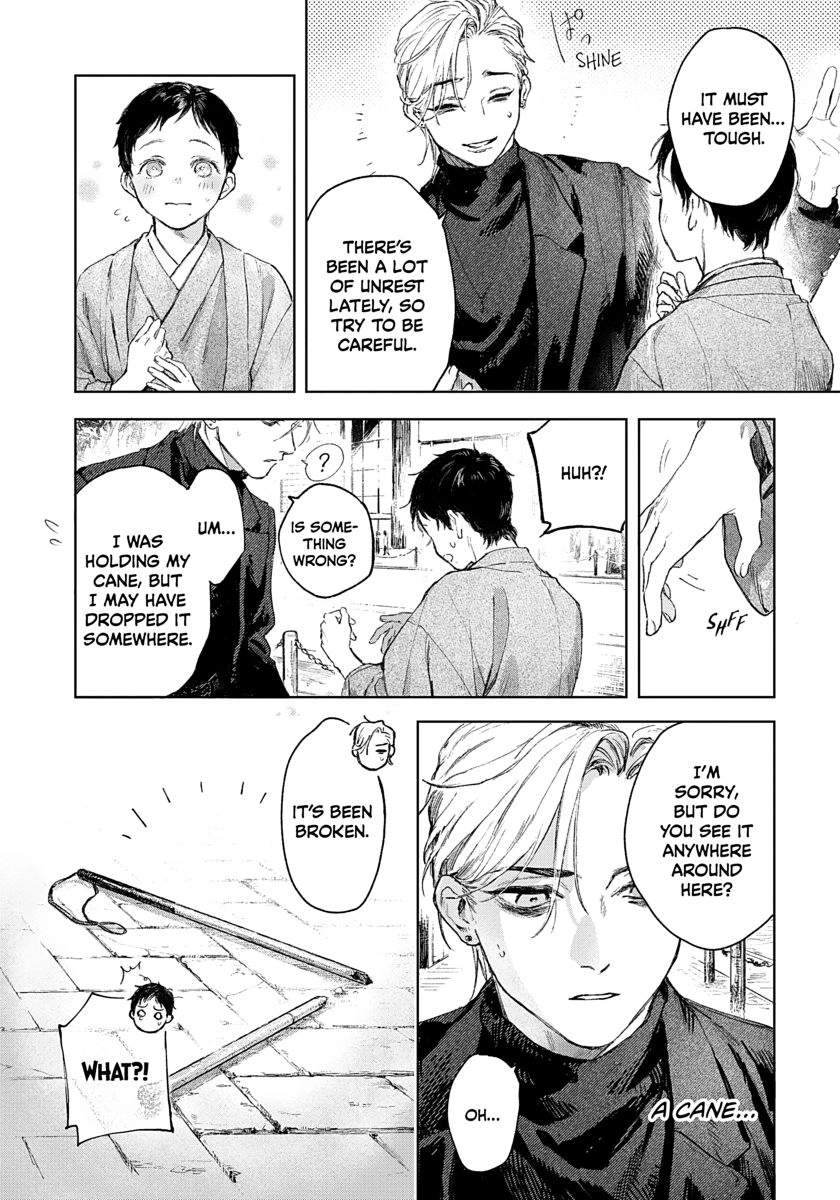 IT MUST
HAVE BEEN...
TOUGH.
ぱっ
SHINE
THERE'S
BEEN A LOT
OF UNREST
LATELY, SO
TRY TO BE
CAREFUL.
SHFF
HUH?!
?
IS SOME-
THING
WRONG?
UM...
I WAS
HOLDING MY
CANE, BUT
I MAY HAVE
DROPPED IT
SOMEWHERE.
I'M
SORRY,
BUT DO
YOU SEE IT
ANYWHERE
AROUND
HERE?
A CANE...
OH...
IT'S BEEN
BROKEN.
WHAT?!